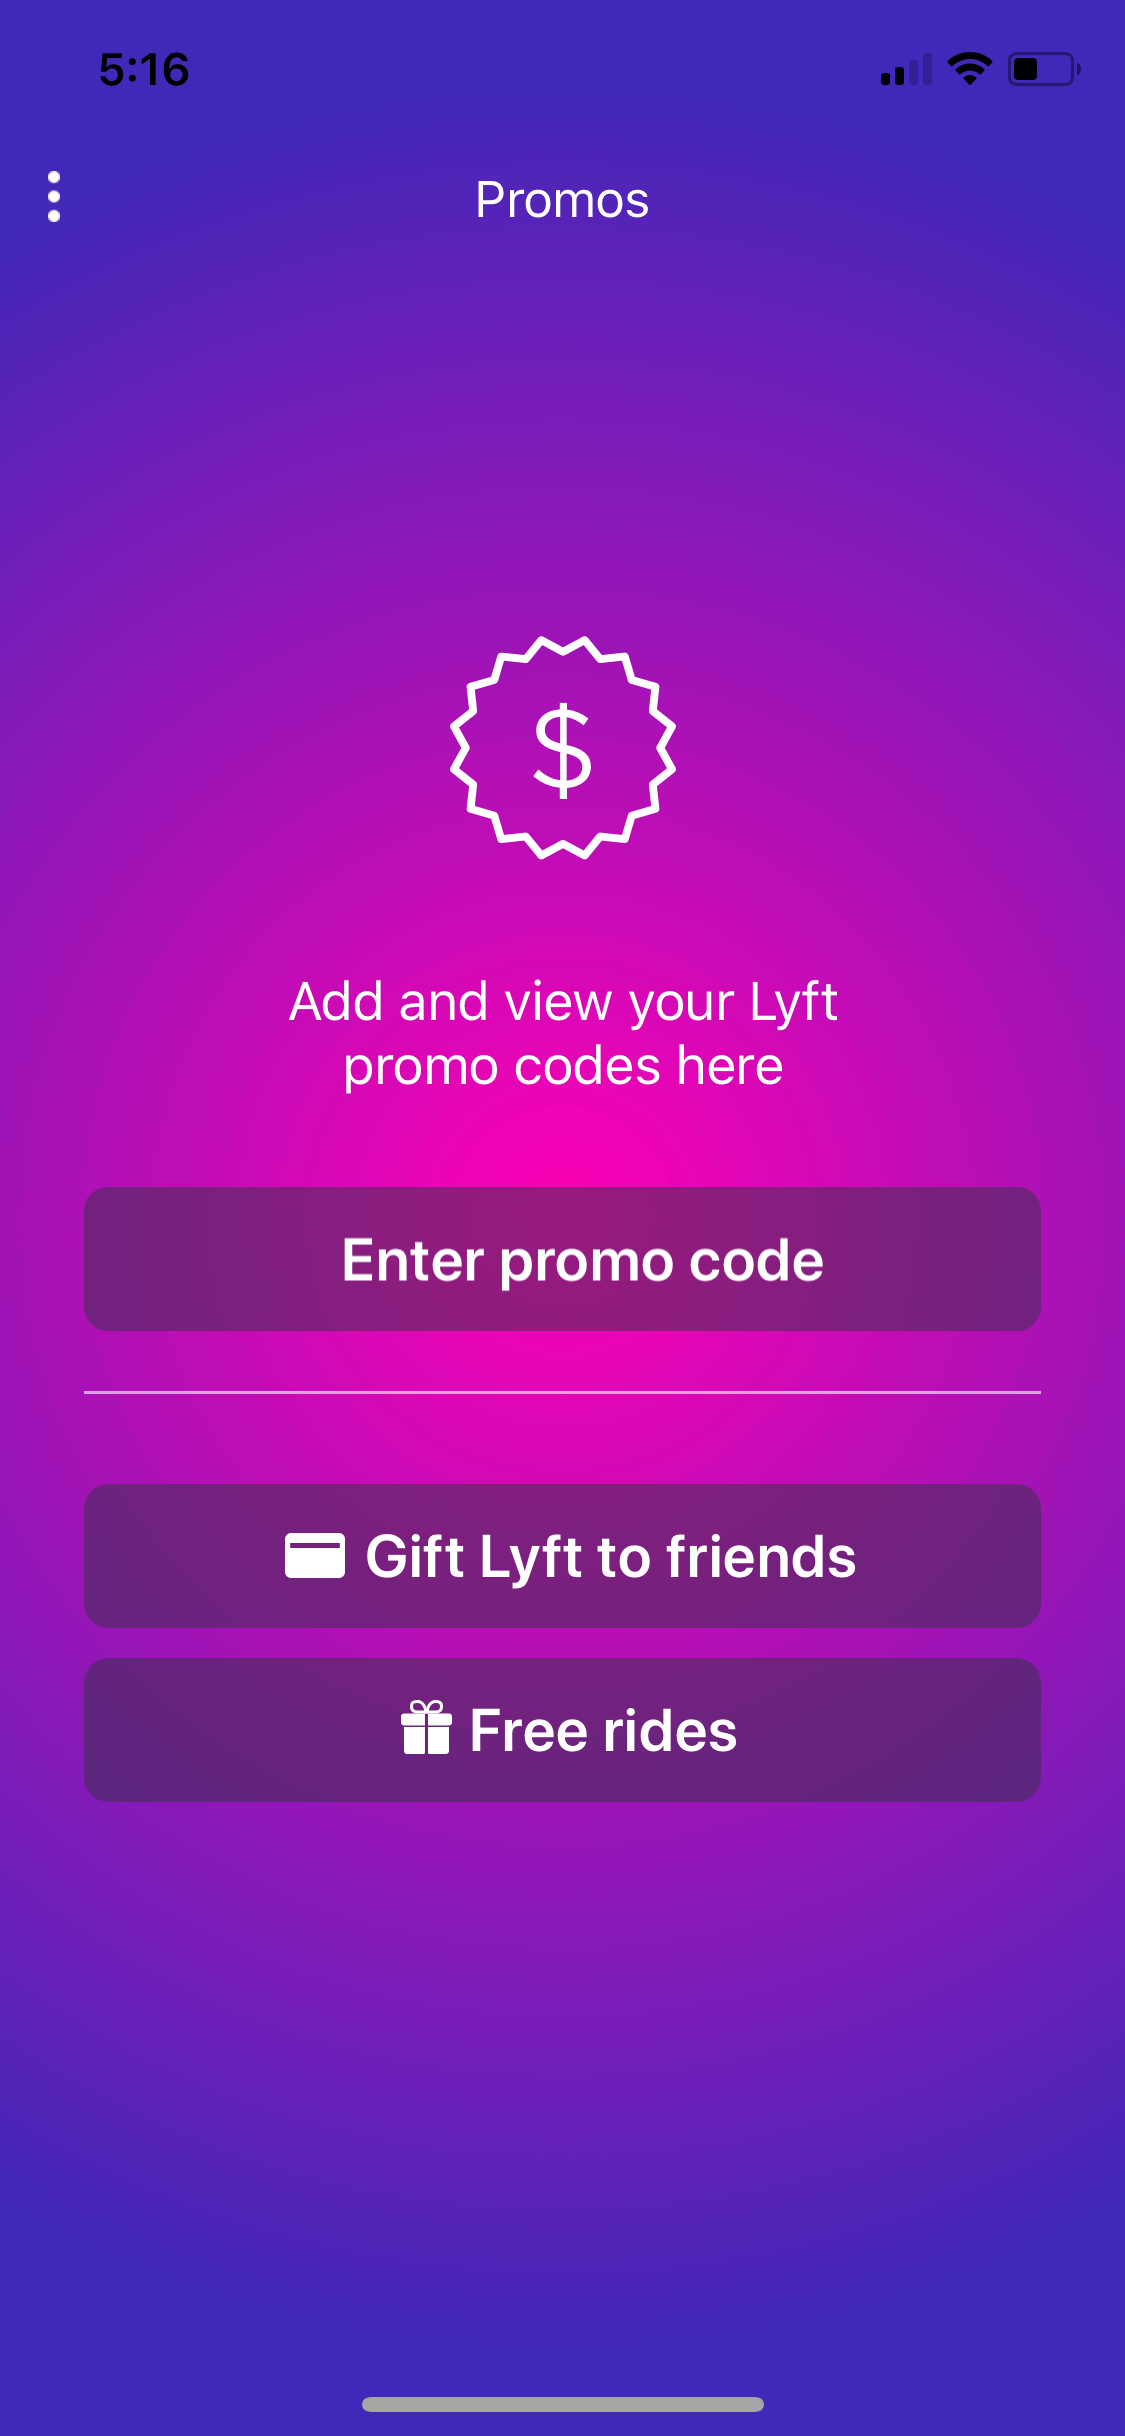 5:16
Promos
$
Add and view your Lyft
promo codes here
Enter promo code
Gift Lyft to friends
Free rides